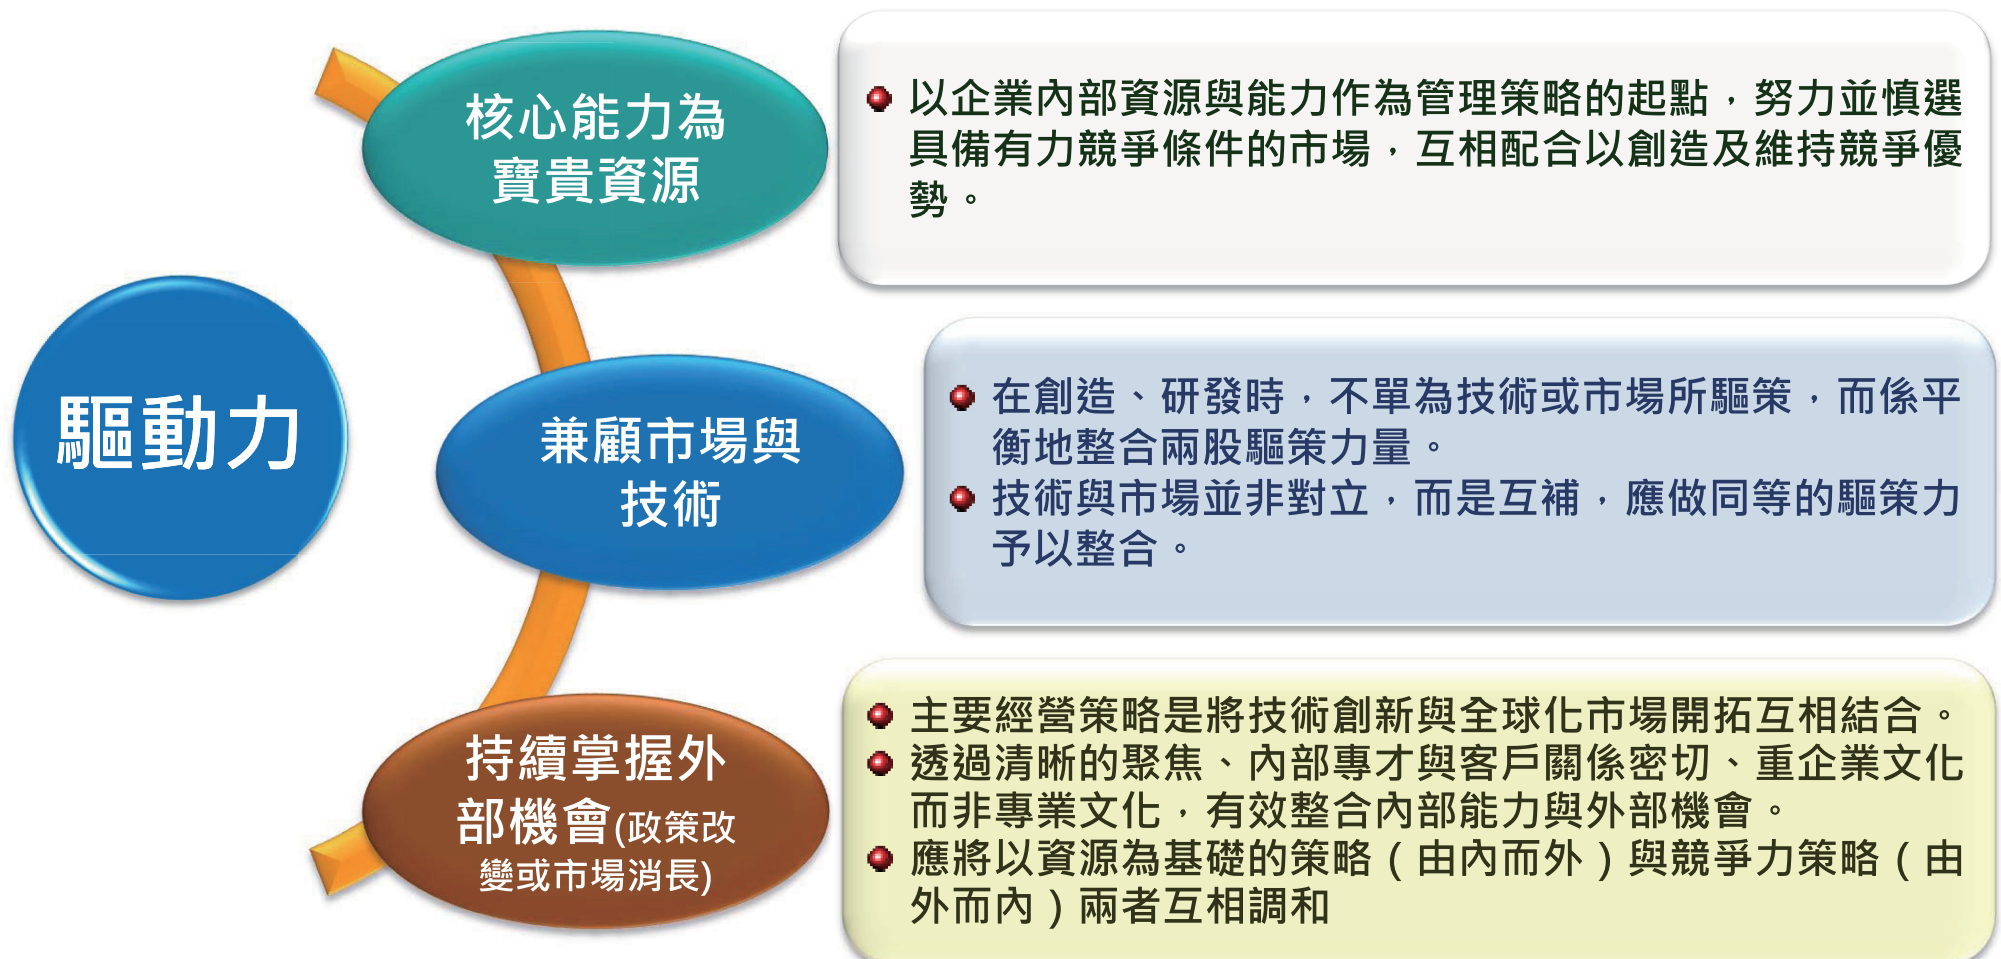 驅動力
核心能力為
寶貴資源
以企業內部資源與能力作為管理策略的起點，努力並慎選
具備有力競爭條件的市場，互相配合以創造及維持競爭優
勢。
兼顧市場與
技術
在創造、研發時，不單為技術或市場所驅策，而係平
衡地整合兩股驅策力量。
技術與市場並非對立，而是互補，應做同等的驅策力
予以整合。
持續掌握外
部機會(政策改
變或市場消長)
主要經營策略是將技術創新與全球化市場開拓互相結合。
透過清晰的聚焦、內部專才與客戶關係密切、重企業文化
而非專業文化，有效整合內部能力與外部機會。
應將以資源為基礎的策略（由內而外）與競爭力策略（由
外而內）兩者互相調和